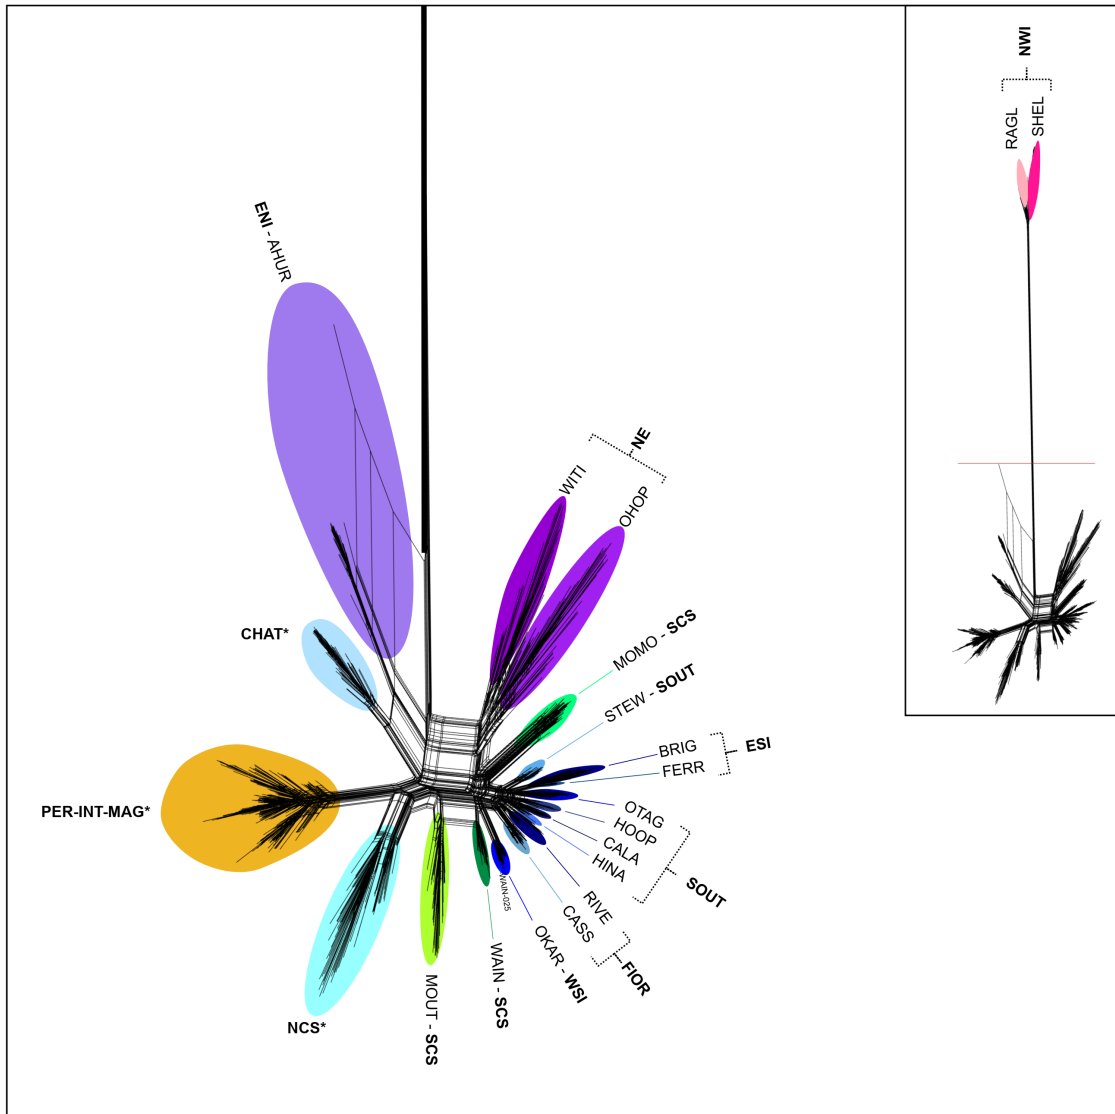 NWI
RAGL
SHEL
ENI - AHUR
NE
WITI
OHOP
CHAT*
MOMO - SCS
STEW - SOUT
BRIG
ESI
FERR
PER-INT-MAG*
OTAG
HOOP
CALA
HINA
SOUT
RIVE
CASS
FIOR
WAIN-025
OKAR - WSI
WAIN - SCS
MOUT - SCS
NCS*